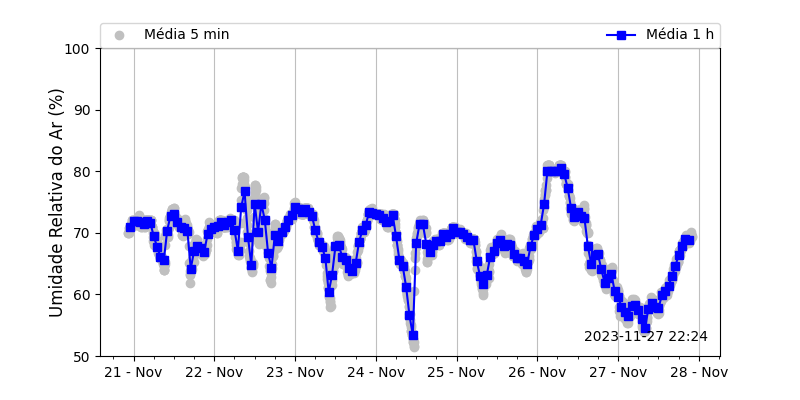 Média 5 min
Média 1 h
Umidade Relativa do Ar (%)
100
90
80
70
60
50
2023-11-27 22:24
21 - Nov
22 - Nov
23 - Nov
24 - Nov
25 - Nov
26 - Nov
27 - Nov
28 - Nov